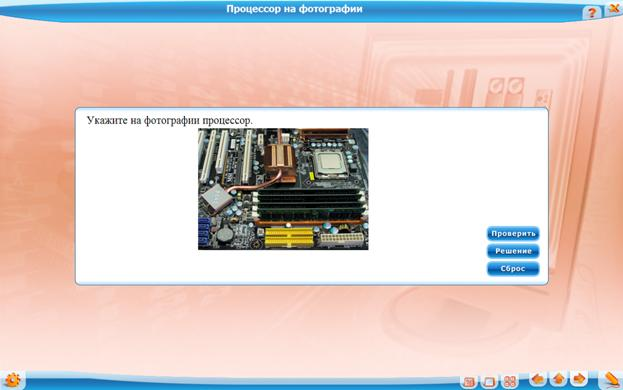 Процессор на фотографии
?
Укажите на фотографии процессор.
Проверить
Решение
Сброс